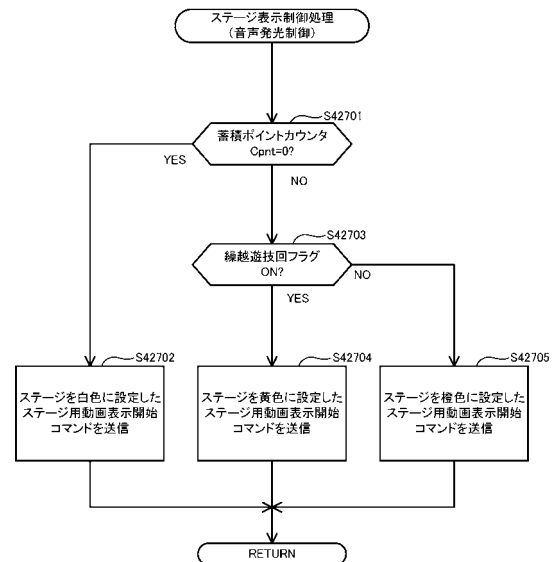 ステージ表示制御処理
(音声発光制御)
S42701
蓄積ポイントカウンタ
Cpnt=0?
YES
NO
S42703
繰越遊技回フラグ
ON?
NO
YES
S42702
ステージを白色に設定した
ステージ用動画表示開始
コマンドを送信
S42704
ステージを黄色に設定した
ステージ用動画表示開始
コマンドを送信
S42705
ステージを橙色に設定した
ステージ用動画表示開始
コマンドを送信
RETURN